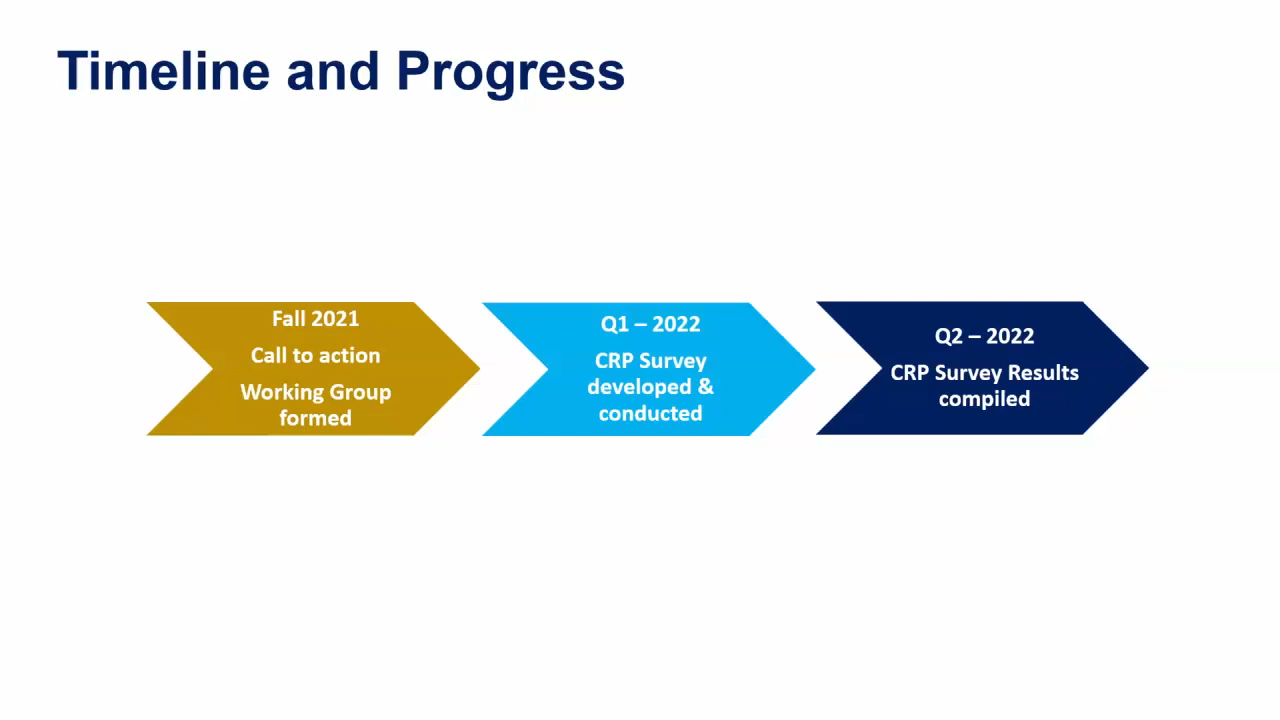 Timeline and Progress
Fall 2021
Call to action
Working Group
formed
Q1 – 2022
CRP Survey
developed &
conducted
Q2 – 2022
CRP Survey Results
compiled